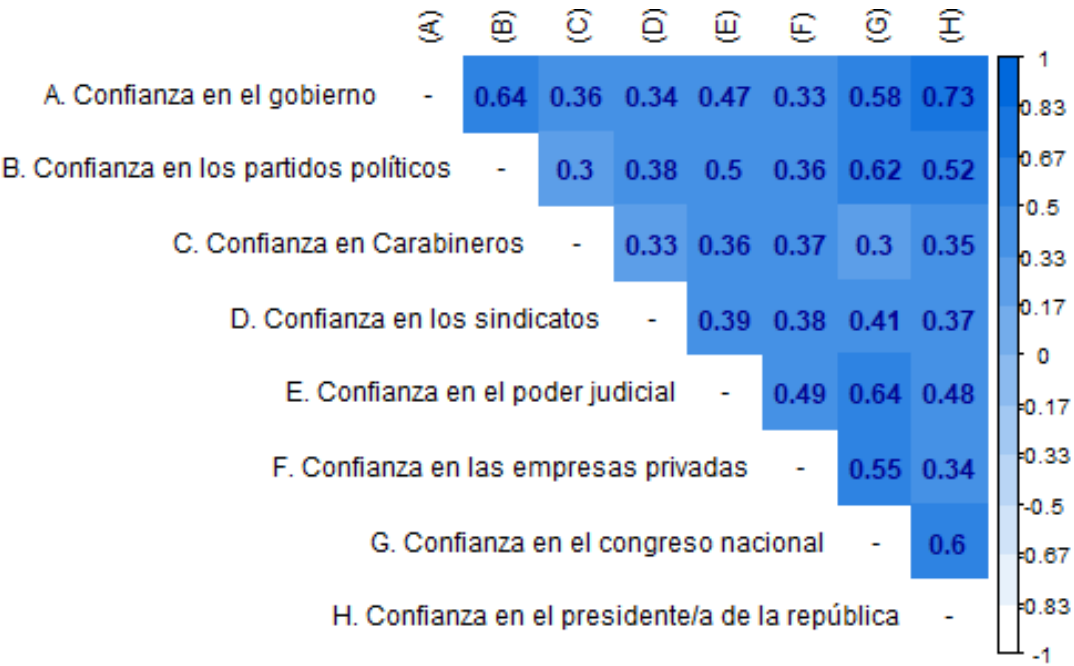 (A) (B) (C) (D) (E) (F) (G) (H)
A. Confianza en el gobierno - 0.64 0.36 0.34 0.47 0.33 0.58 0.73
B. Confianza en los partidos políticos - 0.3 0.38 0.5 0.36 0.62 0.52
C. Confianza en Carabineros - 0.33 0.36 0.37 0.3 0.35
D. Confianza en los sindicatos - 0.39 0.38 0.41 0.37
E. Confianza en el poder judicial - 0.49 0.64 0.48
F. Confianza en las empresas privadas - 0.55 0.34
G. Confianza en el congreso nacional - 0.6
H. Confianza en el presidente/a de la república -
1
0.83
0.67
0.5
0.33
0.17
0
-0.17
-0.33
-0.5
-0.67
-0.83
-1